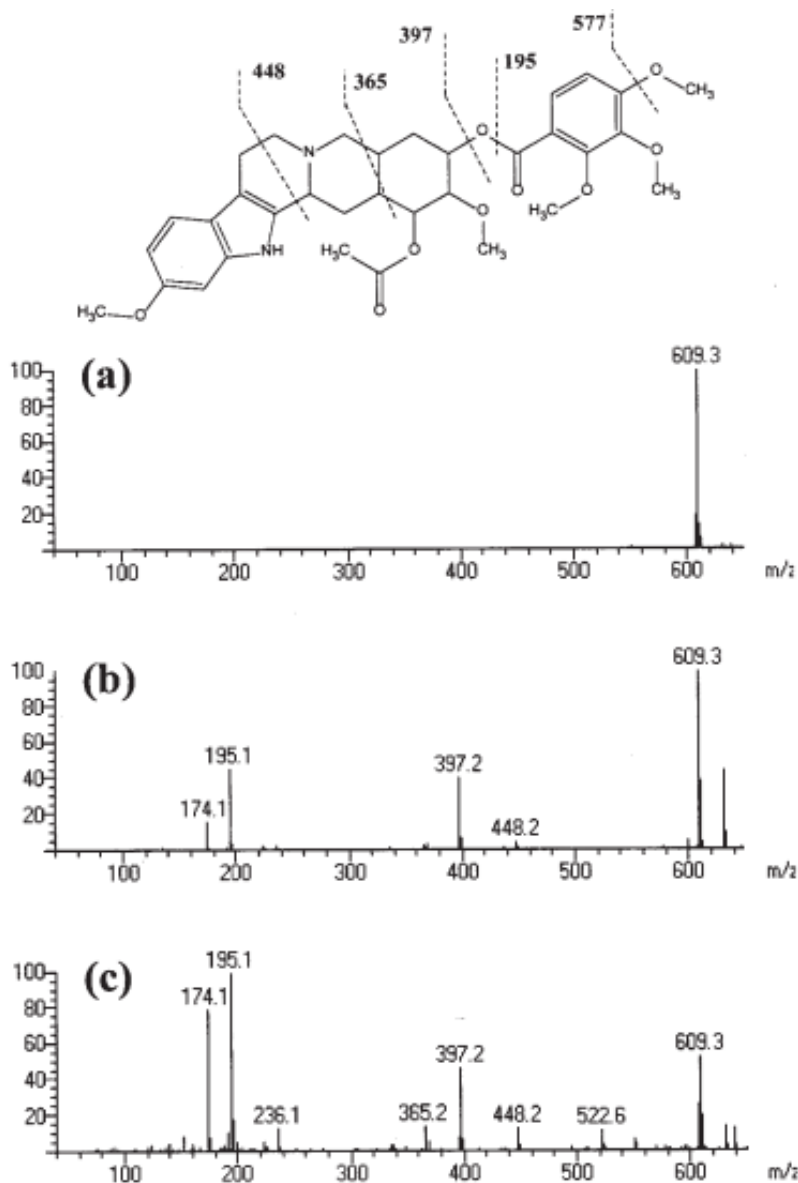 577
397
195
448
365
O
CH₃
O
N
O
O
O
O
H₃C
CH₃
O
CH₃
NH
H₃C
O
H₃C
O
O
(a)
609.3
100
80
60
40
20
100 200 300 400 500 600 m/z
(b)
609.3
100
80
60
40
20
195.1
174.1
397.2
448.2
100 200 300 400 500 600 m/z
(c)
195.1
174.1
100
80
60
40
20
397.2
609.3
236.1
365.2
448.2
522.6
100 200 300 400 500 600 m/z